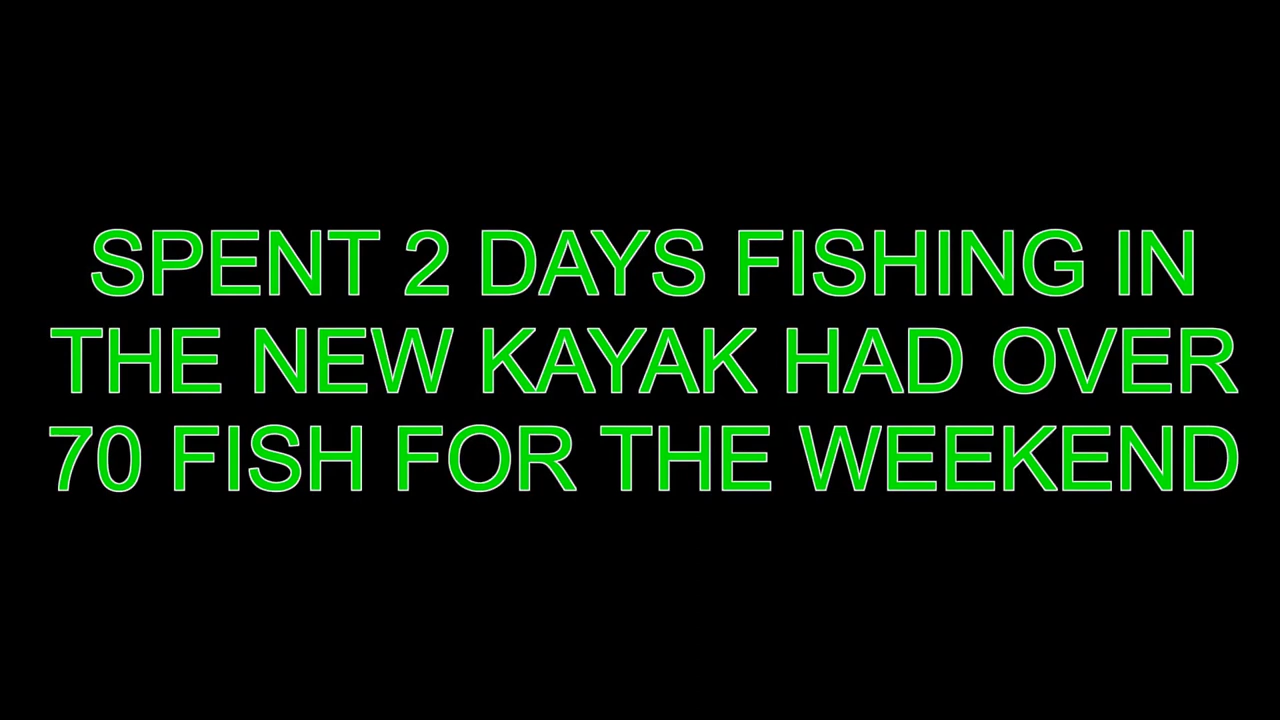 SPENT 2 DAYS FISHING IN
THE NEW KAYAK HAD OVER
70 FISH FOR THE WEEKEND